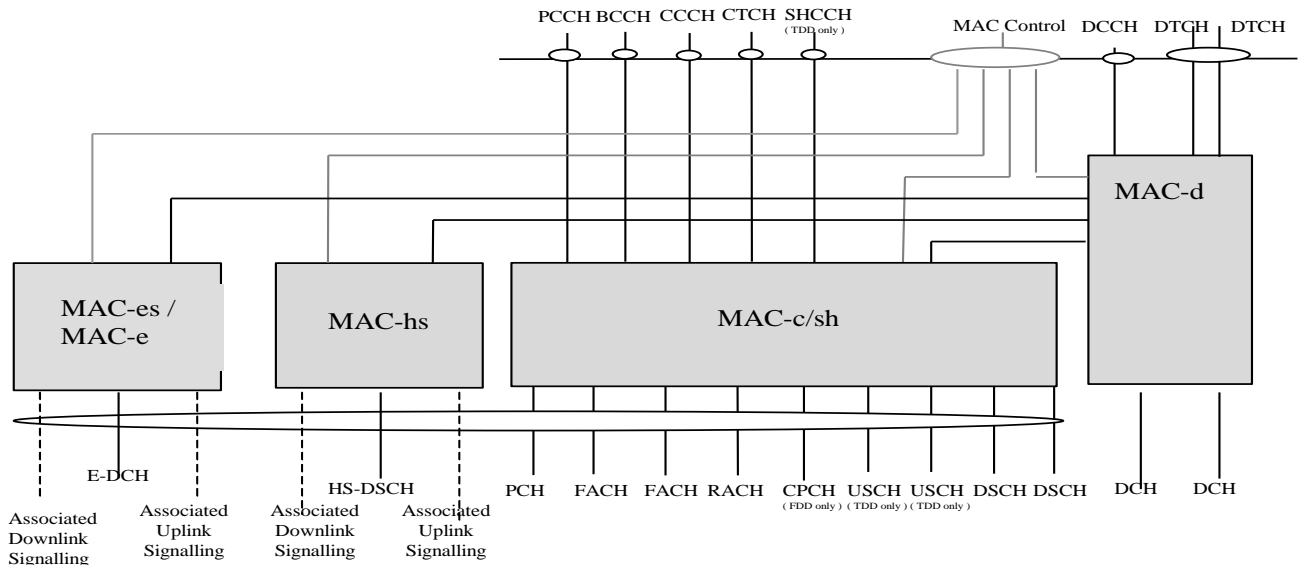 PCCH BCCH CCCH CTCH SHCCH MAC Control DCCH DTCH DTCH
( TDD only )
MAC-d
MAC-es /
MAC-e
MAC-hs
MAC-c/sh
E-DCH
HS-DSCH
PCH FACH FACH RACH CPCH USCH USCH DSCH DSCH DCH DCH
( FDD only ) ( TDD only ) ( TDD only )
Associated
Downlink
Signalling
Associated
Uplink
Signalling
Associated
Downlink
Signalling
Associated
Uplink
Signalling